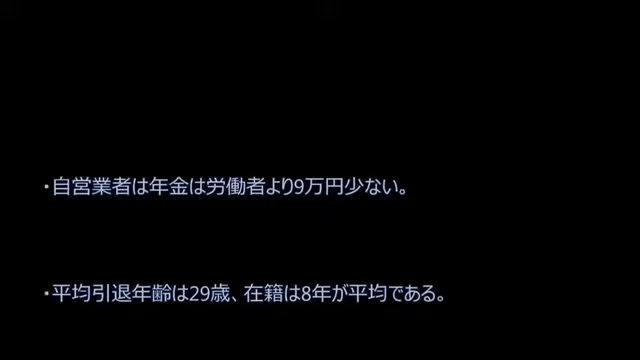 ・自営業者は年金は労働者より9万円少ない。
・平均引退年齢は29歳、在籍は8年が平均である。